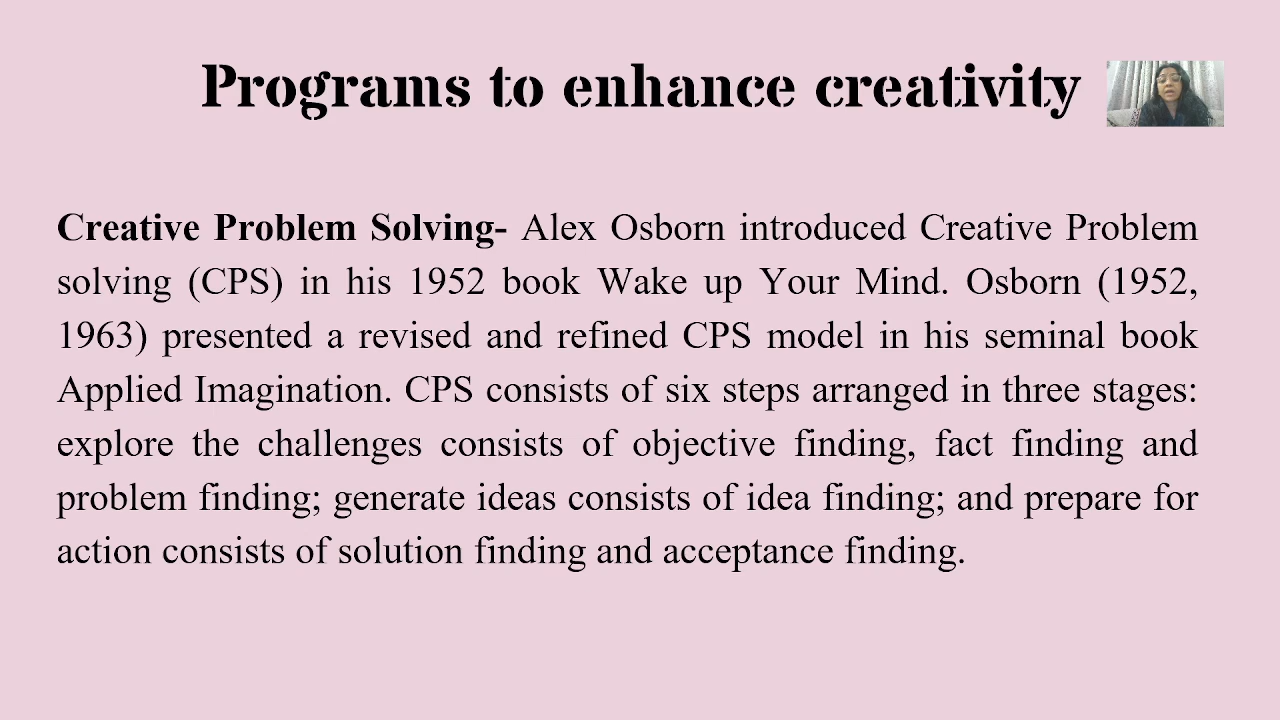 Programs to enhance creativity
Creative Problem Solving- Alex Osborn introduced Creative Problem
solving (CPS) in his 1952 book Wake up Your Mind. Osborn (1952,
1963) presented a revised and refined CPS model in his seminal book
Applied Imagination. CPS consists of six steps arranged in three stages:
explore the challenges consists of objective finding, fact finding and
problem finding; generate ideas consists of idea finding; and prepare for
action consists of solution finding and acceptance finding.